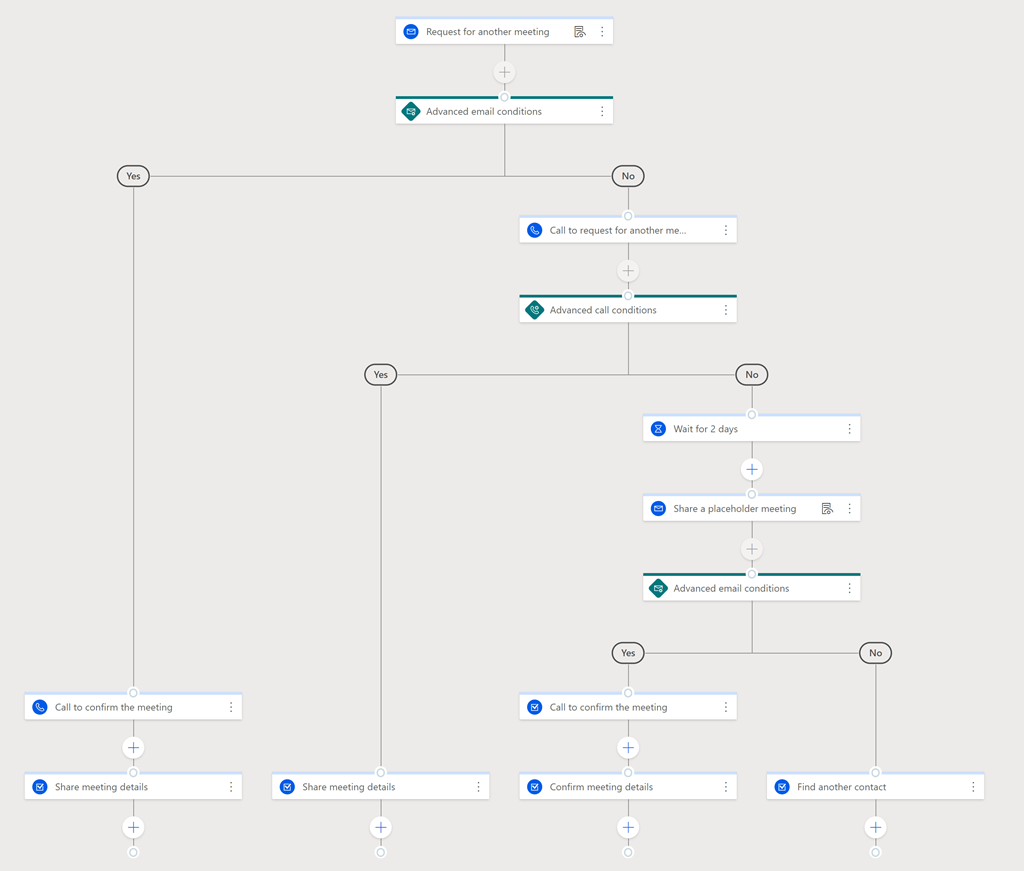 Request for another meeting
Advanced email conditions
Yes
No
Call to request for another me...
Advanced call conditions
Yes
No
Wait for 2 days
Share a placeholder meeting
Advanced email conditions
Yes
No
Call to confirm the meeting
Call to confirm the meeting
Share meeting details
Share meeting details
Confirm meeting details
Find another contact